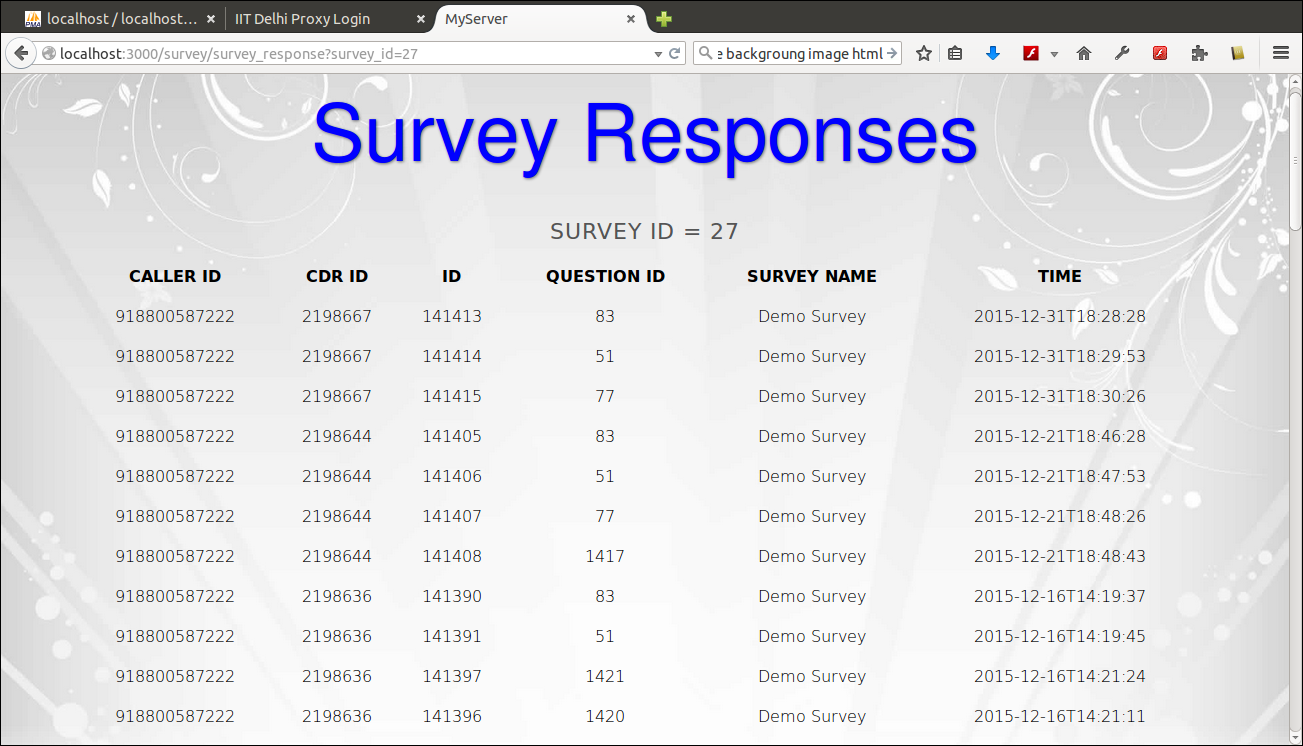 localhost / localhost... IIT Delhi Proxy Login MyServer
localhost:3000/survey/survey_response?survey_id=27 e backgroung image html
Survey Responses
SURVEY ID = 27
CALLER ID CDR ID ID QUESTION ID SURVEY NAME TIME
918800587222 2198667 141413 83 Demo Survey 2015-12-31T18:28:28
918800587222 2198667 141414 51 Demo Survey 2015-12-31T18:29:53
918800587222 2198667 141415 77 Demo Survey 2015-12-31T18:30:26
918800587222 2198644 141405 83 Demo Survey 2015-12-21T18:46:28
918800587222 2198644 141406 51 Demo Survey 2015-12-21T18:47:53
918800587222 2198644 141407 77 Demo Survey 2015-12-21T18:48:26
918800587222 2198644 141408 1417 Demo Survey 2015-12-21T18:48:43
918800587222 2198636 141390 83 Demo Survey 2015-12-16T14:19:37
918800587222 2198636 141391 51 Demo Survey 2015-12-16T14:19:45
918800587222 2198636 141397 1421 Demo Survey 2015-12-16T14:21:24
918800587222 2198636 141396 1420 Demo Survey 2015-12-16T14:21:11